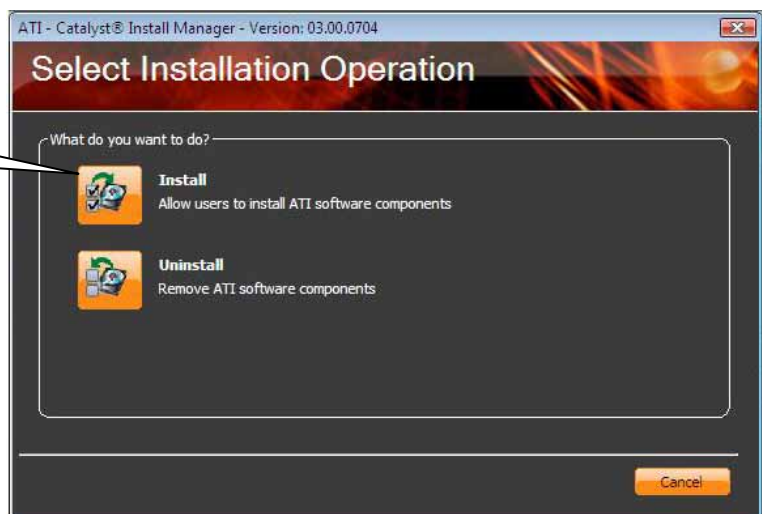 ATI - Catalyst® Install Manager - Version: 03.00.0704
Select Installation Operation
What do you want to do?
Install
Allow users to install ATI software components
Uninstall
Remove ATI software components
Cancel